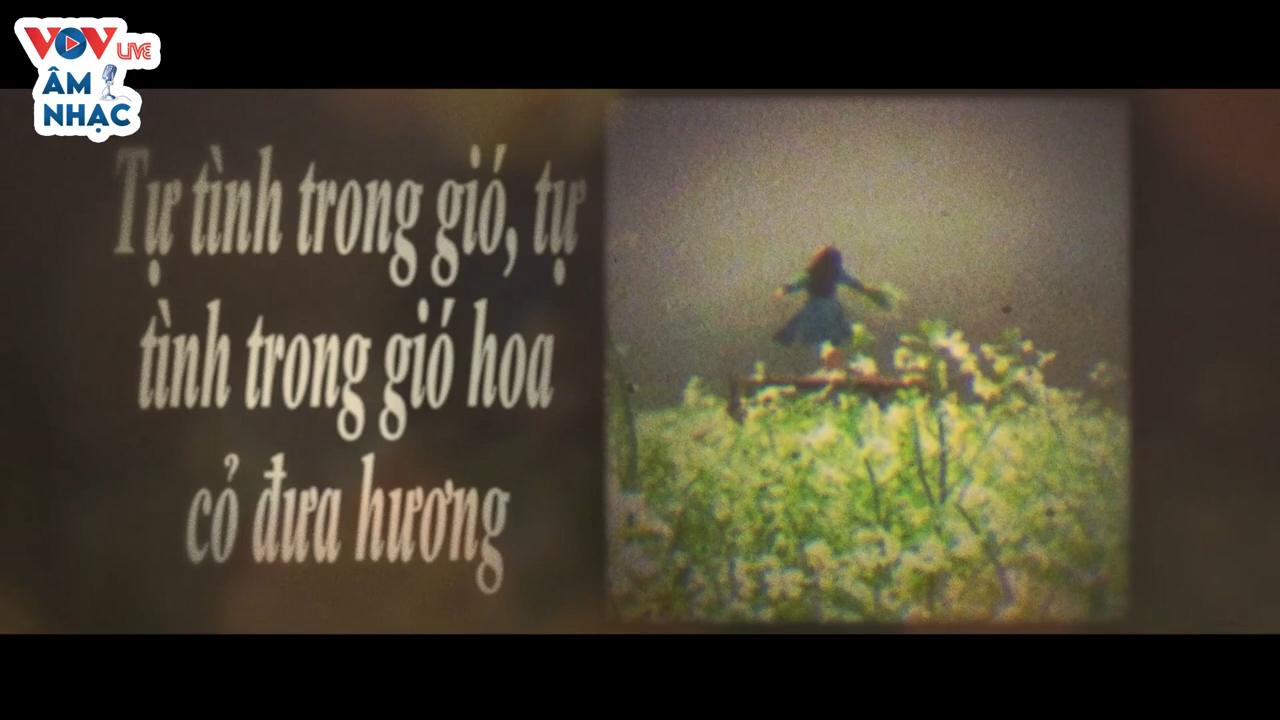 VOV LIVE
ÂM
NHẠC
Tự tình trong gió, tự
tình trong gió hoa
cỏ đưa hương